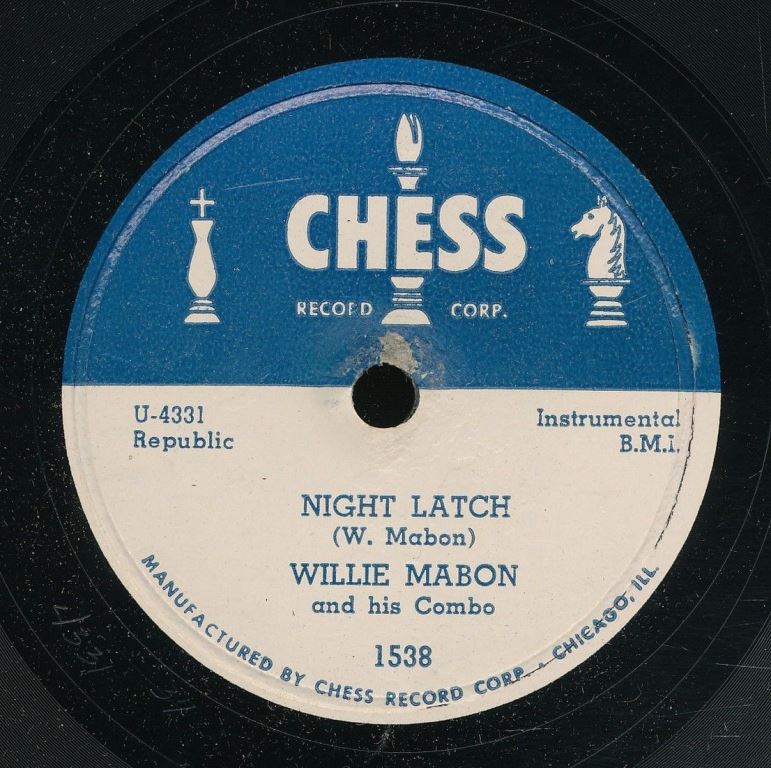 CHESS
RECORD CORP.
U-4331
Republic
Instrumental
B.M.I.
NIGHT LATCH
(W. Mabon)
WILLIE MABON
and his Combo
1538
MANUFACTURED BY CHESS RECORD CORP. . CHICAGO, ILL.
4331